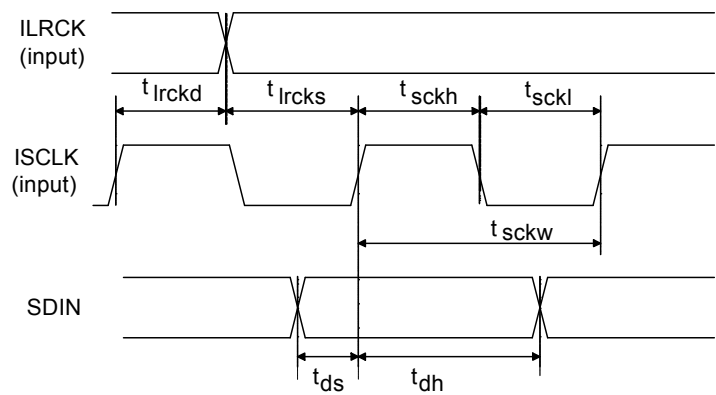 ILRCK
(input)
t lrckd
t lrcks
t sckh
t sckl
ISCLK
(input)
t sckw
SDIN
t ds
t dh